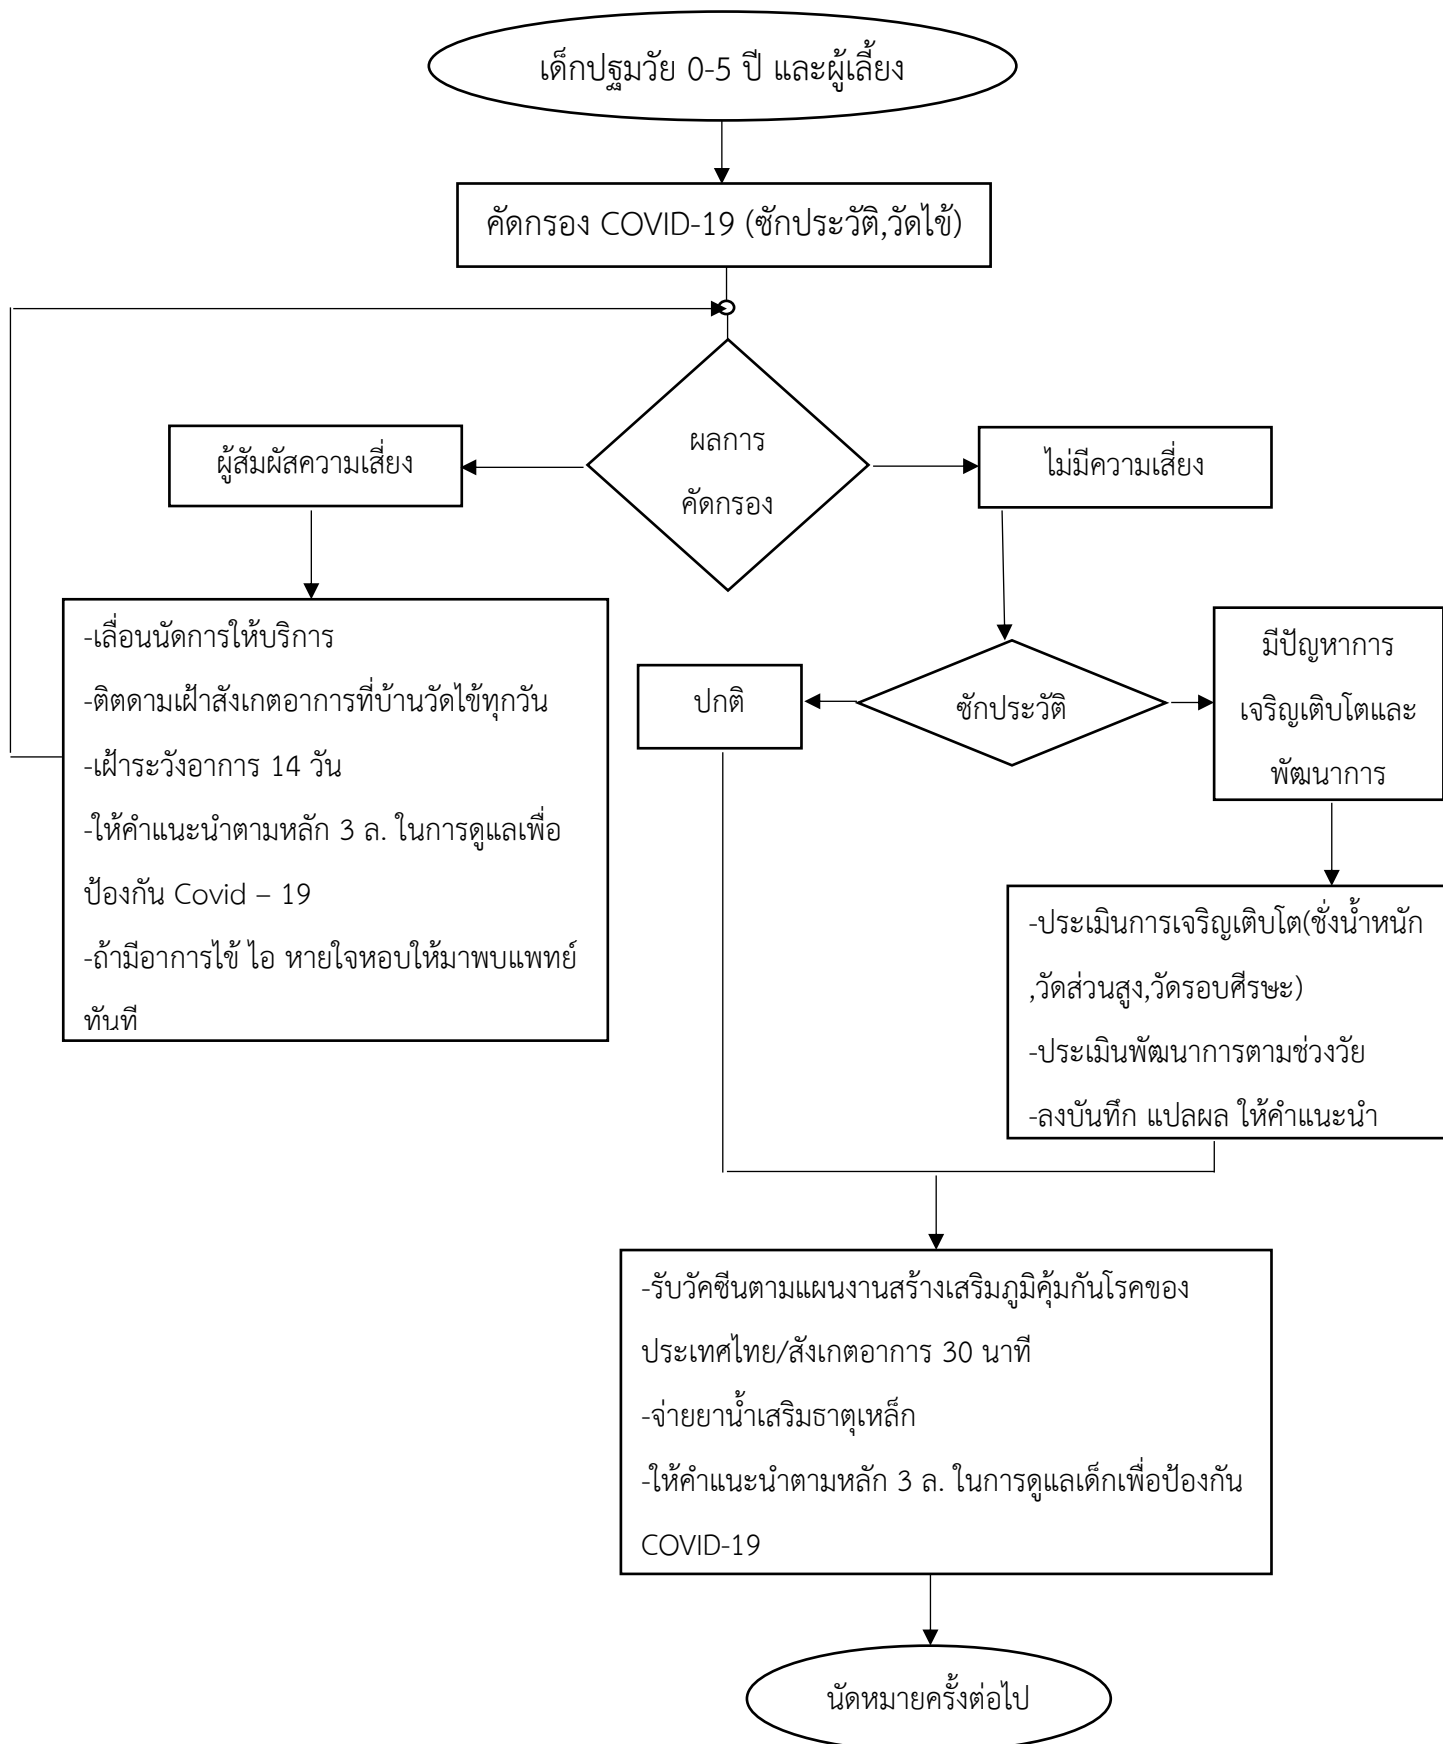 เด็กปฐมวัย 0-5 ปี และผู้เลี้ยง
คัดกรอง COVID-19 (ซักประวัติ,วัดไข้)
ผลการ
คัดกรอง
ผู้สัมผัสความเสี่ยง
ไม่มีความเสี่ยง
-เลื่อนนัดการให้บริการ
-ติตดามเฝ้าสังเกตอาการที่บ้านวัดไข้ทุกวัน
-เฝ้าระวังอาการ 14 วัน
-ให้คำแนะนำตามหลัก 3 ล. ในการดูแลเพื่อ
ป้องกัน Covid – 19
-ถ้ามีอาการไข้ ไอ หายใจหอบให้มาพบแพทย์
ทันที
ปกติ
ซักประวัติ
มีปัญหาการ
เจริญเติบโตและ
พัฒนาการ
-ประเมินการเจริญเติบโต(ชั่งน้ำหนัก
,วัดส่วนสูง,วัดรอบศีรษะ)
-ประเมินพัฒนาการตามช่วงวัย
-ลงบันทึก แปลผล ให้คำแนะนำ
-รับวัคซีนตามแผนงานสร้างเสริมภูมิคุ้มกันโรคของ
ประเทศไทย/สังเกตอาการ 30 นาที
-จ่ายยาน้ำเสริมธาตุเหล็ก
-ให้คำแนะนำตามหลัก 3 ล. ในการดูแลเด็กเพื่อป้องกัน
COVID-19
นัดหมายครั้งต่อไป